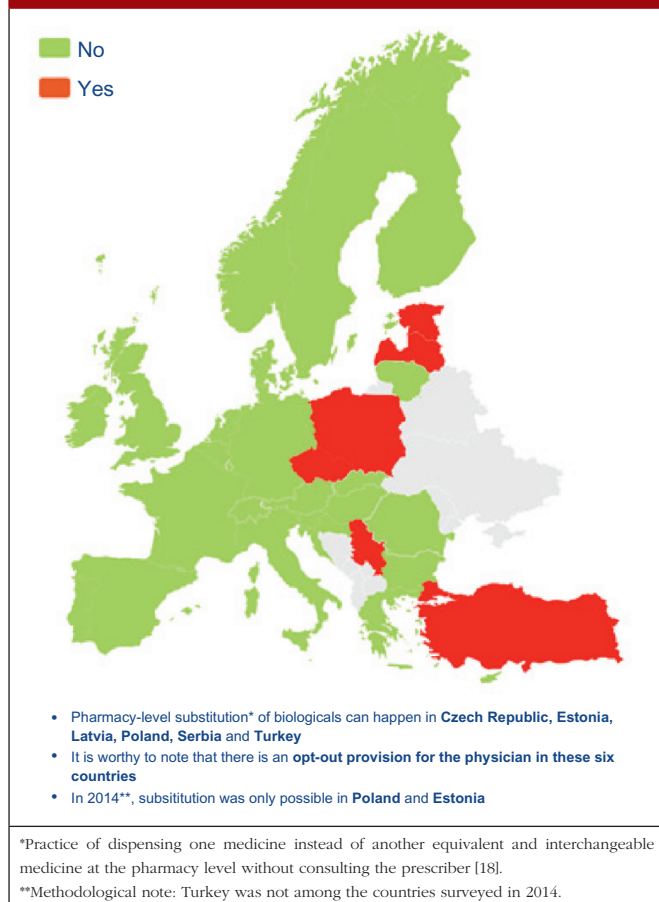 No
Yes
• Pharmacy-level substitution* of biologicals can happen in Czech Republic, Estonia,
Latvia, Poland, Serbia and Turkey
• It is worthy to note that there is an opt-out provision for the physician in these six
countries
• In 2014**, subsititution was only possible in Poland and Estonia
*Practice of dispensing one medicine instead of another equivalent and interchangeable
medicine at the pharmacy level without consulting the prescriber [18].
**Methodological note: Turkey was not among the countries surveyed in 2014.